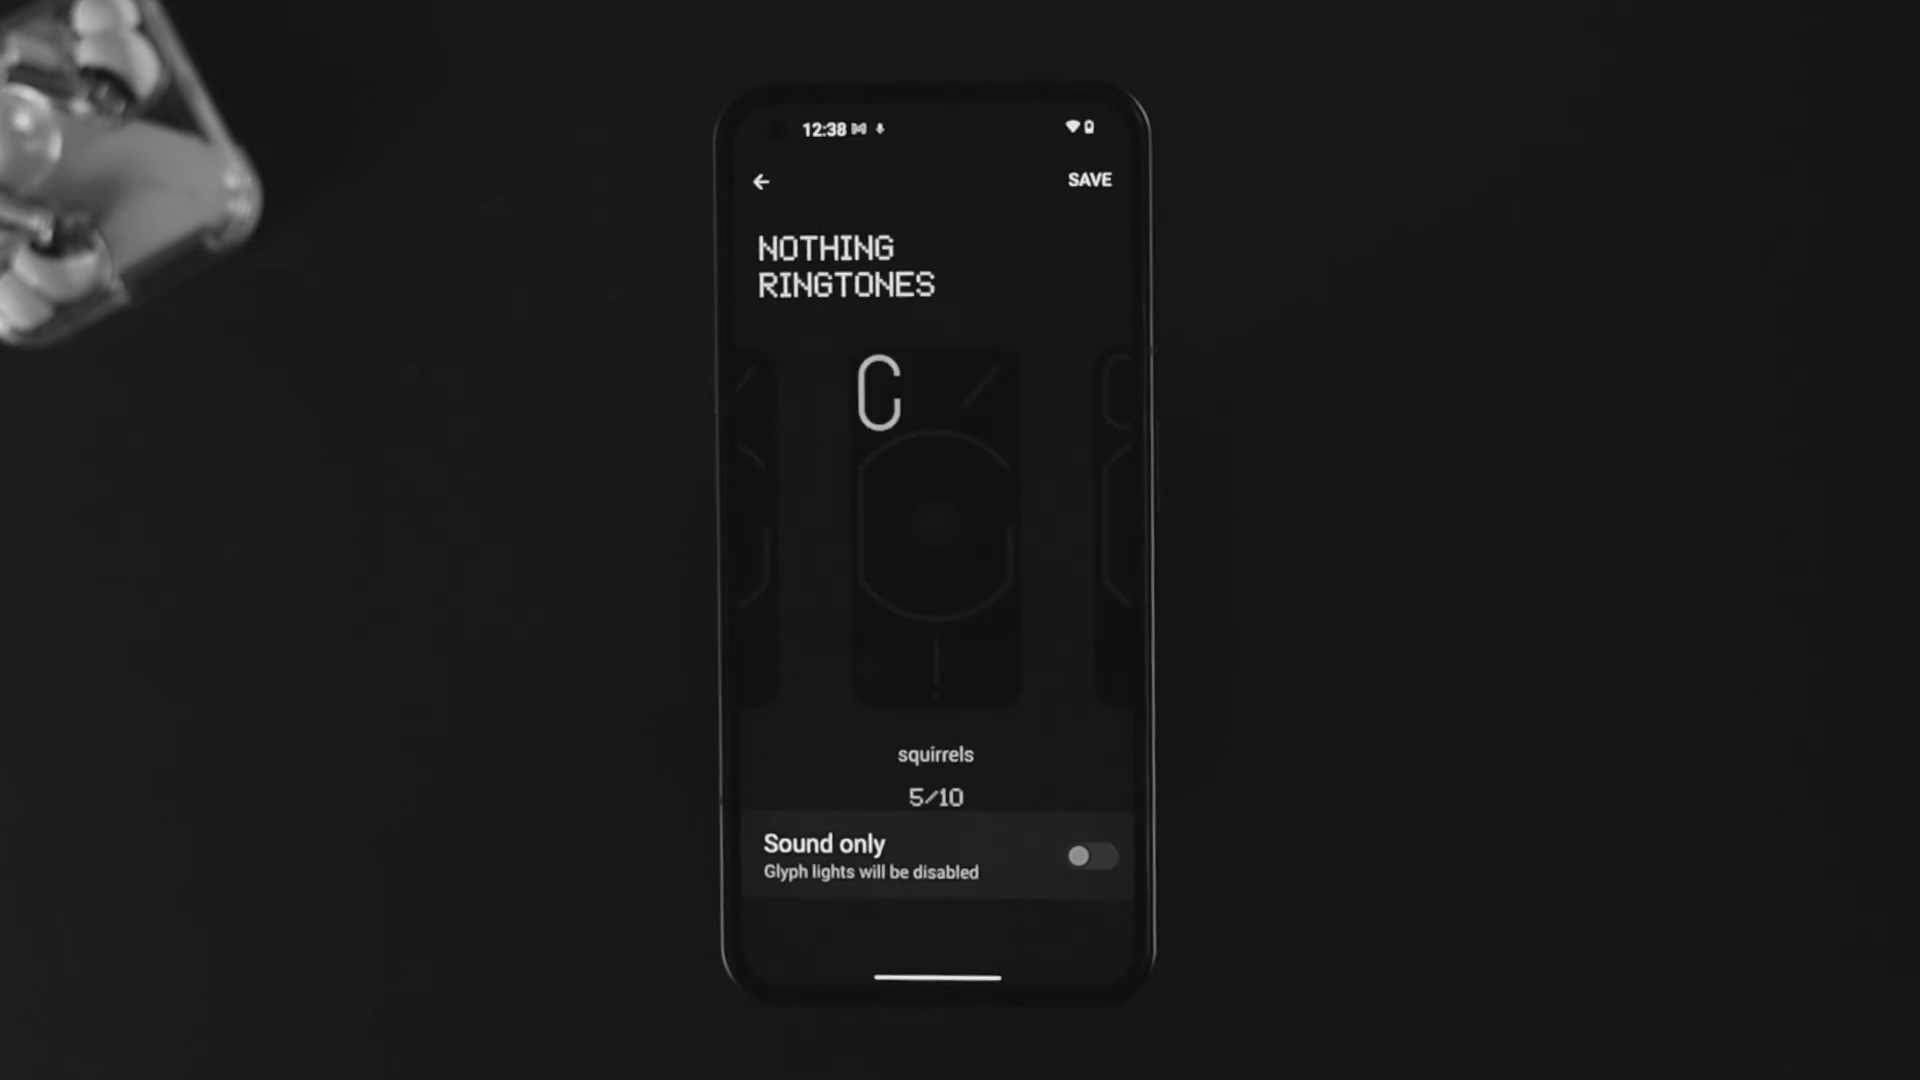 12:38
SAVE
NOTHING
RINGTONES
squirrels
5/10
Sound only
Glyph lights will be disabled